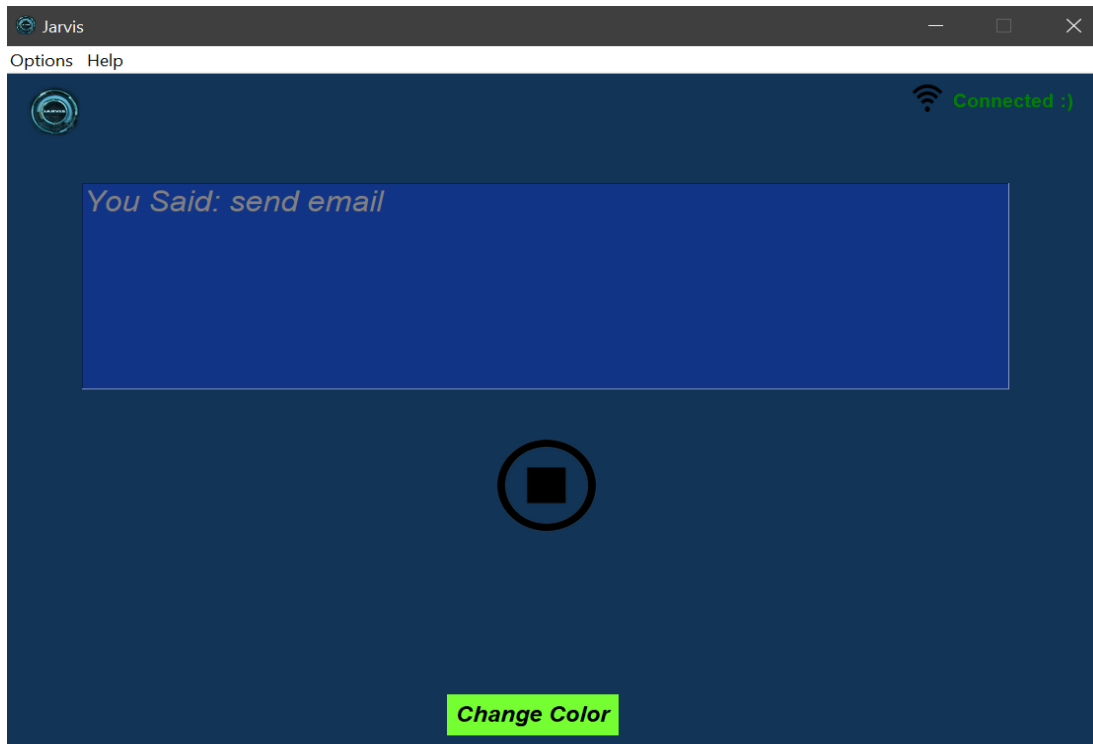 Jarvis
Options Help
Connected :)
You Said: send email
Change Color